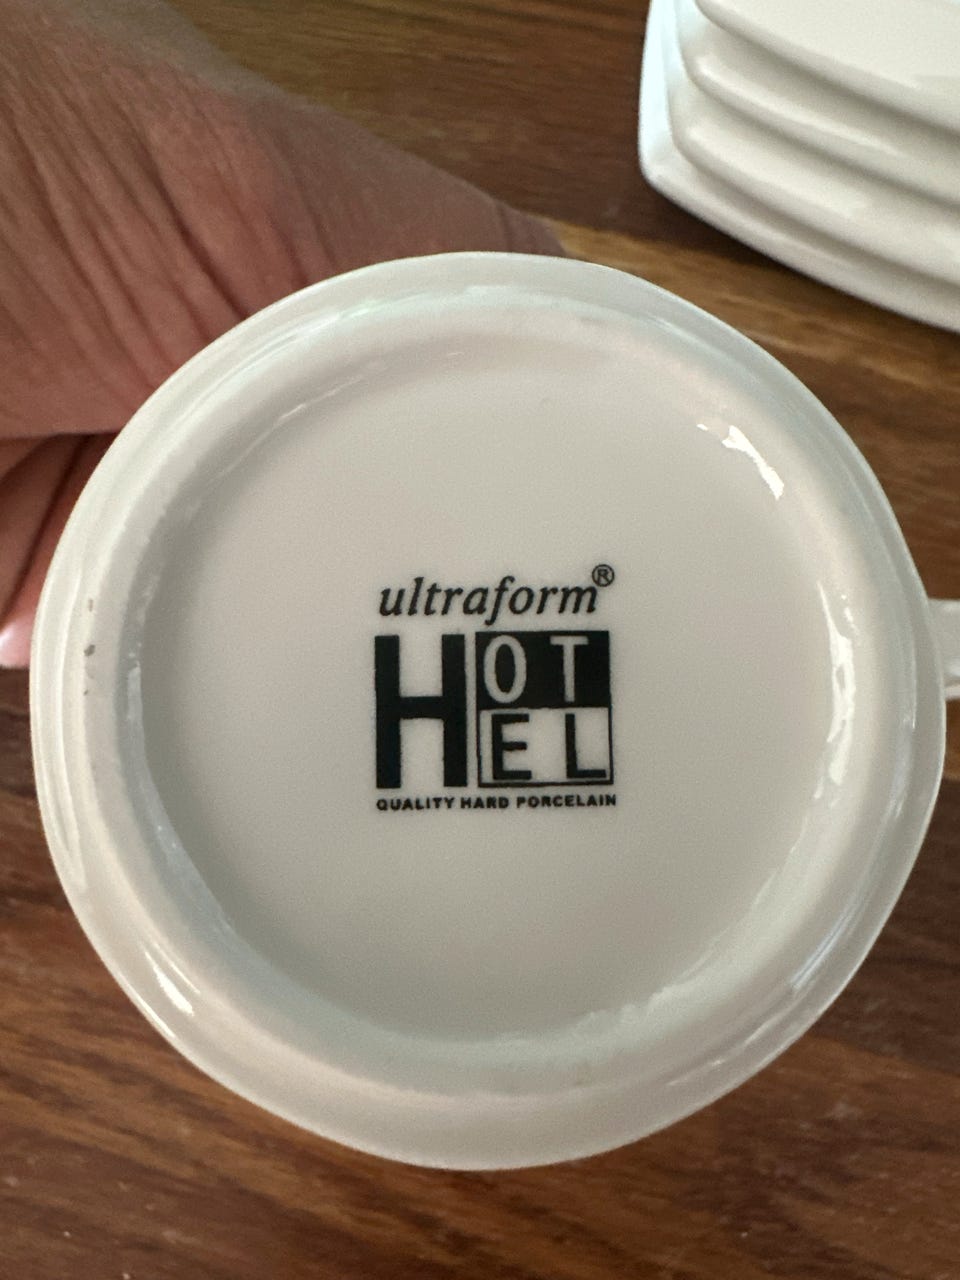 ultraform®
HOTEL
QUALITY HARD PORCELAIN